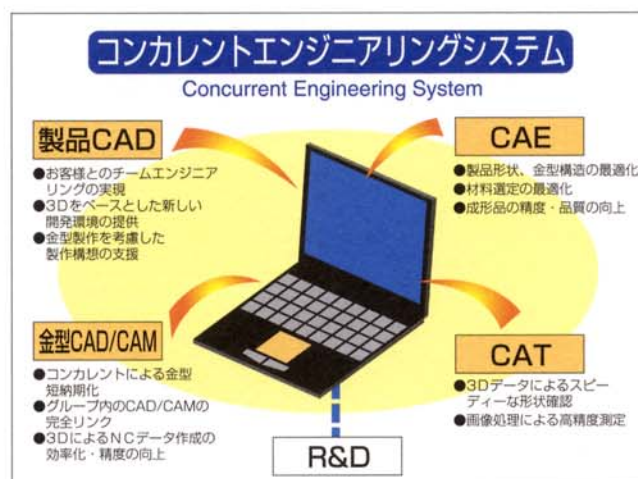 コンカレントエンジニアリングシステム
Concurrent Engineering System
製品CAD
●お客様とのチームエンジニア
リングの実現
●3Dをベースとした新しい
開発環境の提供
●金型製作を考慮した
製作構想の支援
CAE
●製品形状、金型構造の最適化
●材料選定の最適化
●成形品の精度・品質の向上
金型CAD/CAM
●コンカレントによる金型
短納期化
●グループ内のCAD/CAMの
完全リンク
●3DによるNCデータ作成の
効率化・精度の向上
CAT
●3Dデータによるスピー
ディーな形状確認
●画像処理による高精度測定
R&D